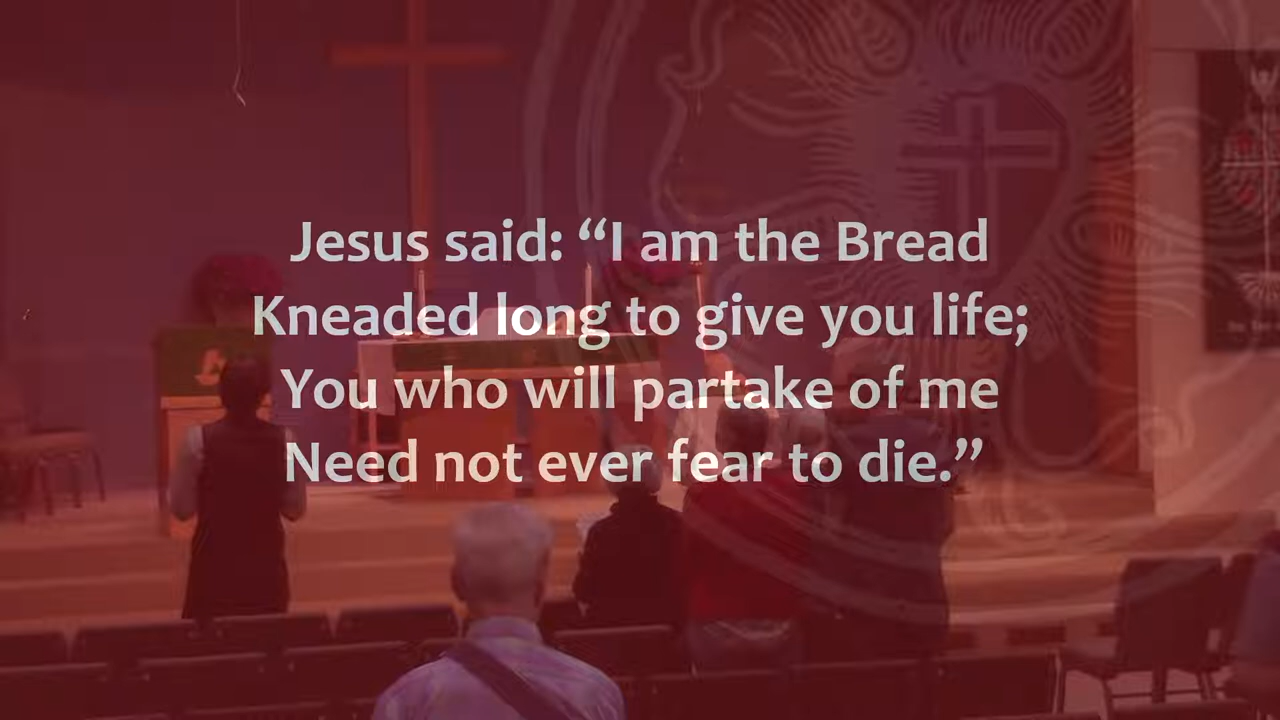 Jesus said: “I am the Bread
Kneaded long to give you life;
You who will partake of me
Need not ever fear to die.”